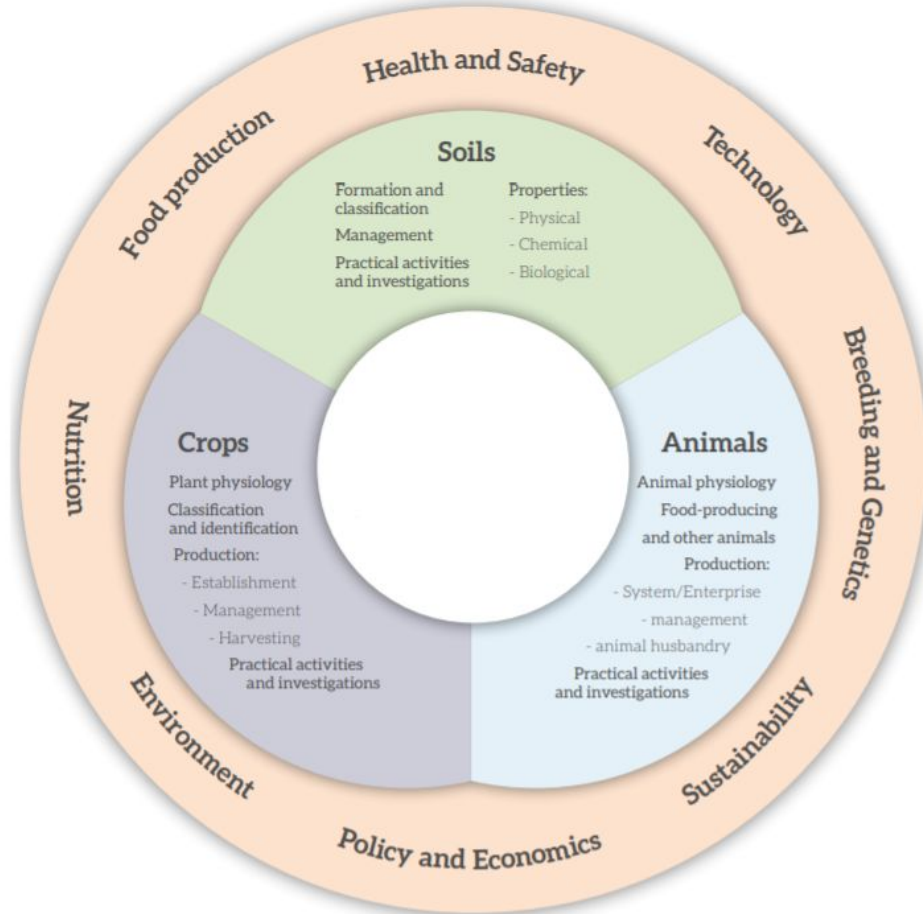 Health and Safety
Food production
Technology
Soils
Formation and
classification
Management
Practical activities
and investigations
Properties:
- Physical
- Chemical
- Biological
Nutrition
Breeding and Genetics
Crops
Plant physiology
Classification
and identification
Production:
- Establishment
- Management
- Harvesting
Practical activities
and investigations
Animals
Animal physiology
Food-producing
and other animals
Production:
- System/Enterprise
- management
- animal husbandry
Practical activities
and investigations
Environment
Sustainability
Policy and Economics